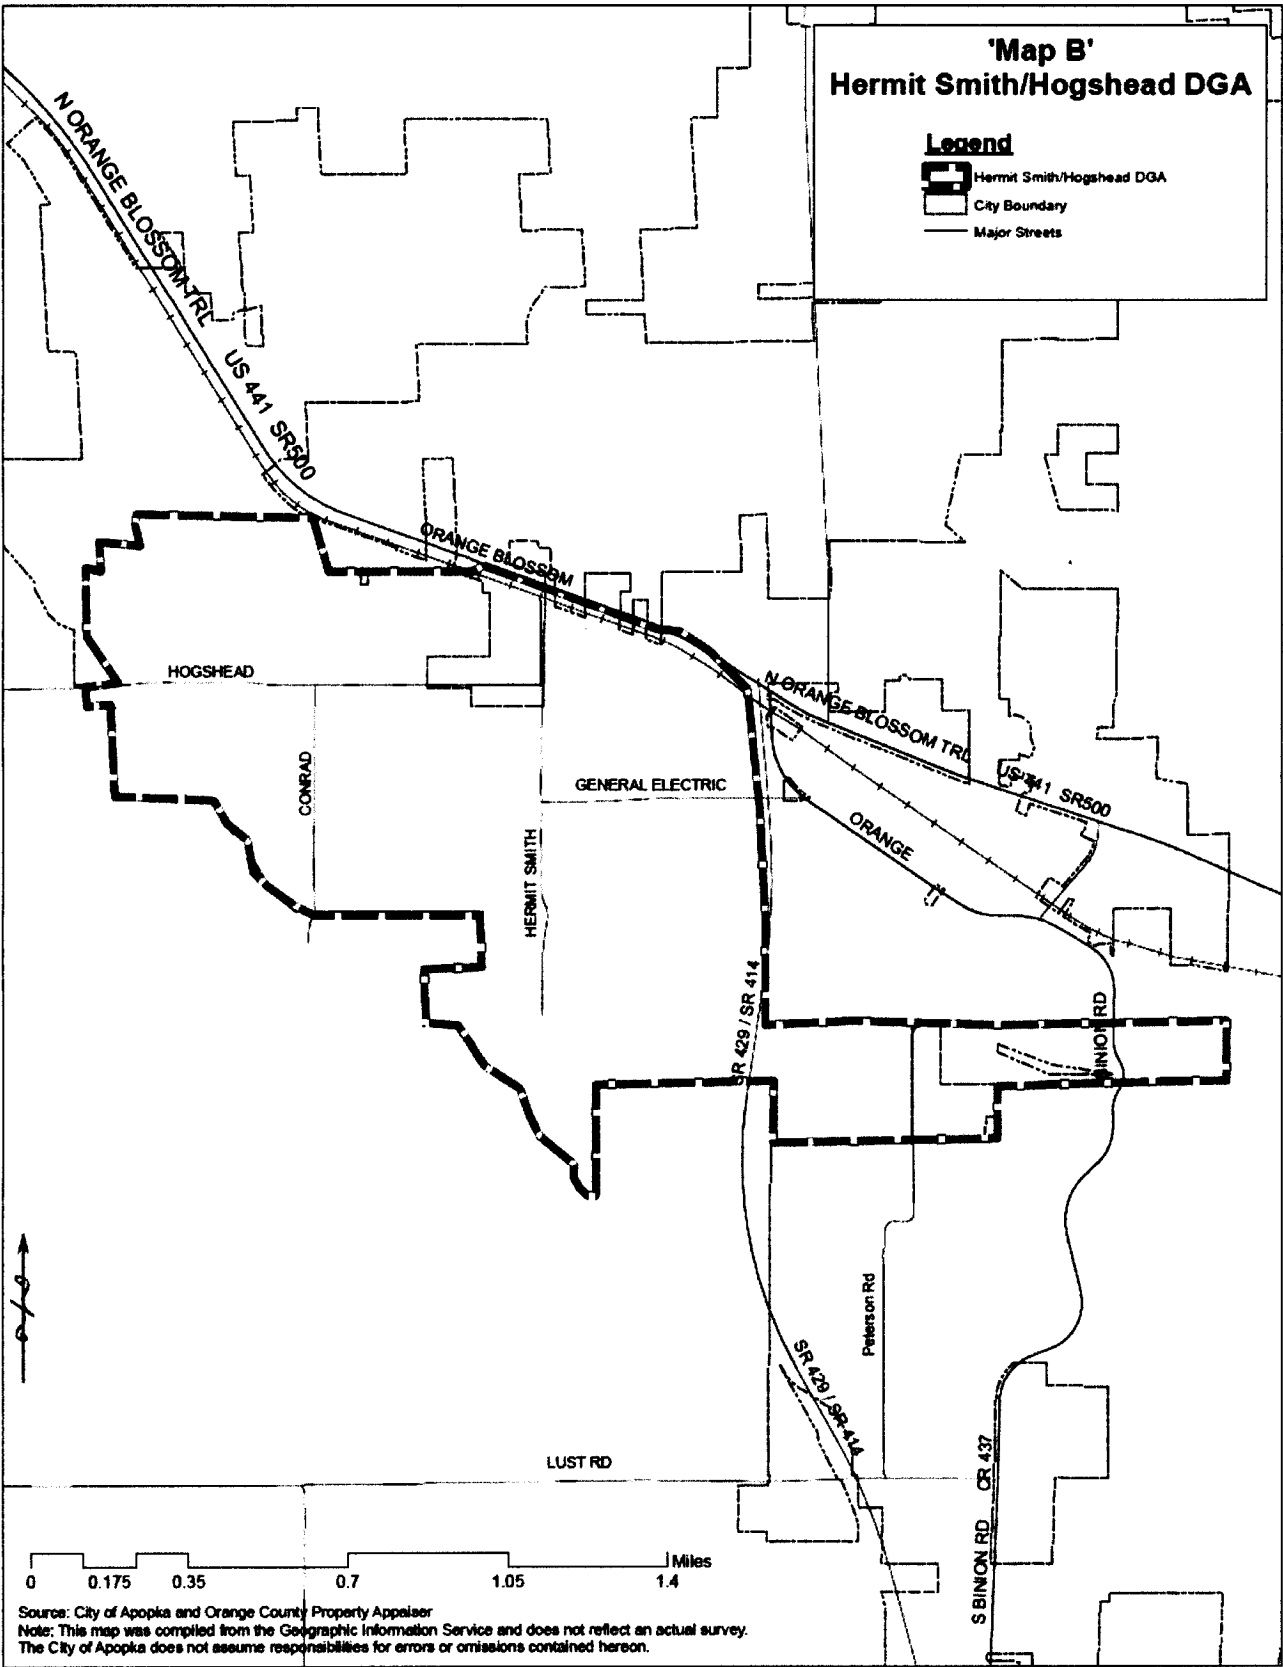 'Map B'
Hermit Smith/Hogshead DGA
Legend
Hermit Smith/Hogshead DGA
City Boundary
Major Streets
N ORANGE BLOSSOM TRL
US 441 SR500
ORANGE BLOSSOM
HOGSHEAD
N ORANGE BLOSSOM TRL
US 441 SR500
CONRAD
GENERAL ELECTRIC
ORANGE
HERMIT SMITH
SR 429 / SR 414
BINION RD
Peterson Rd
SR 429 / SR 414
LUST RD
S BINION RD CR 437
Miles
0 0.175 0.35 0.7 1.05 1.4
Source: City of Apopka and Orange County Property Appaiser
Note: This map was compiled from the Geographic Information Service and does not reflect an actual survey.
The City of Apopka does not assume responsibilities for errors or omissions contained hereon.